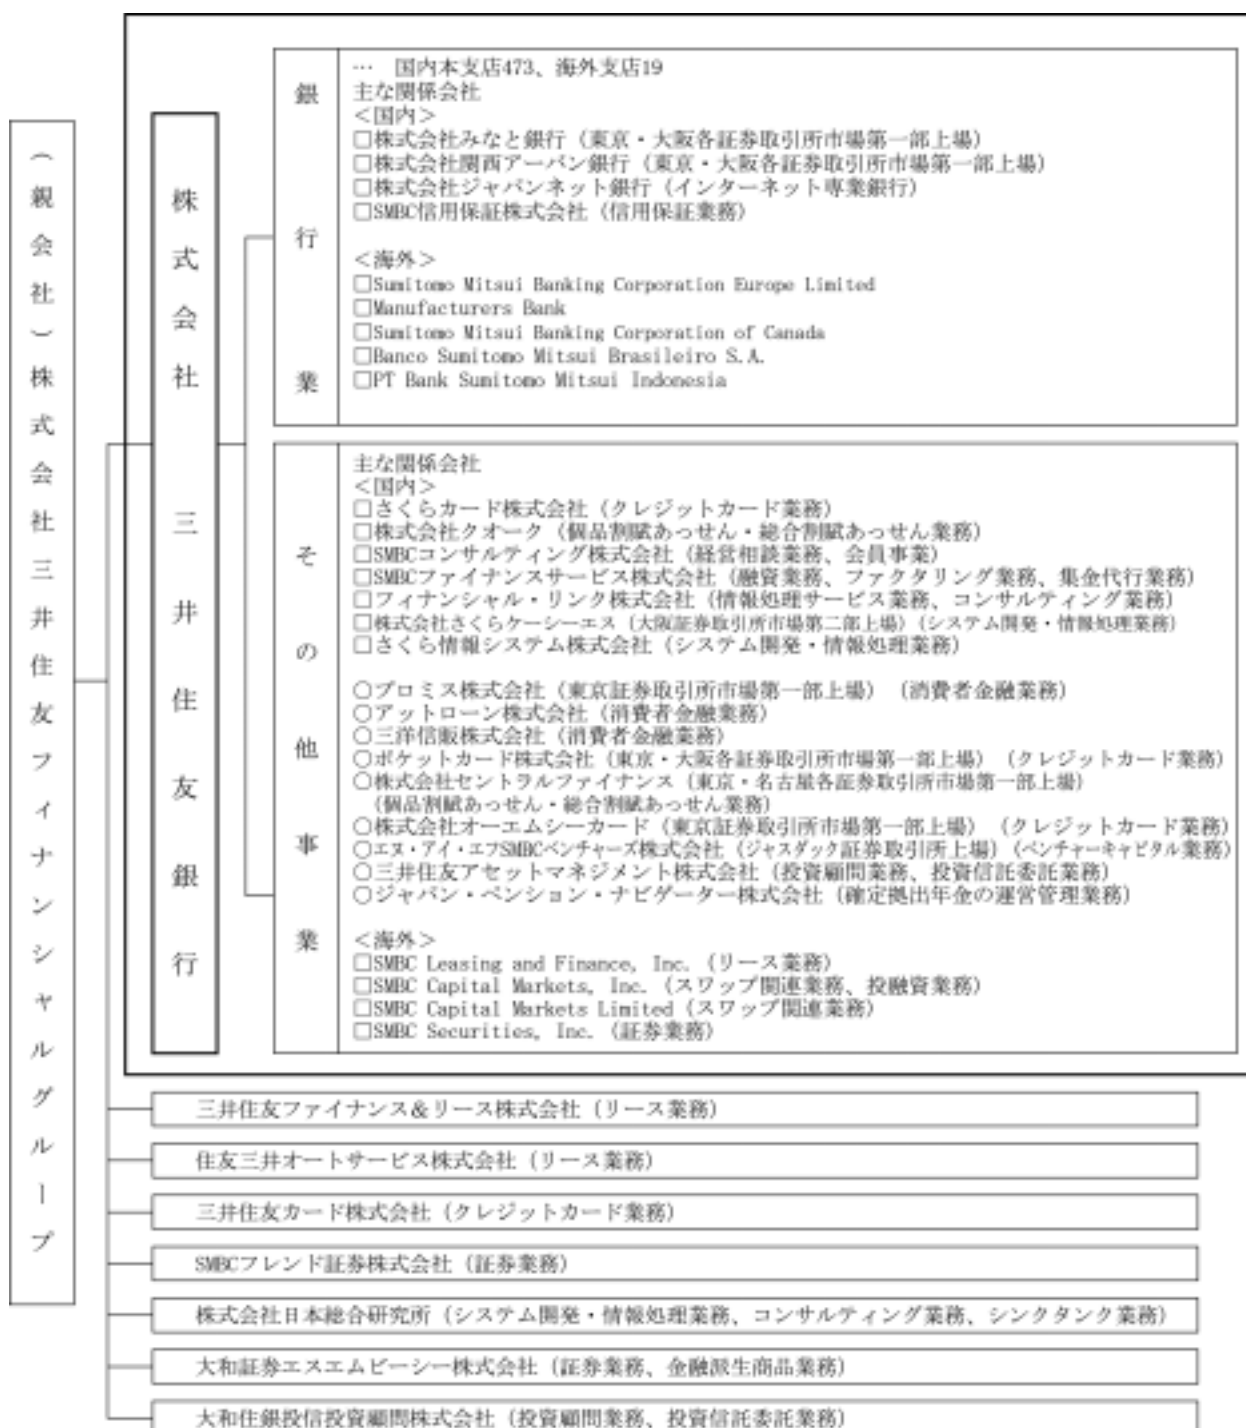 (親会社)株式会社三井住友フィナンシャルグループ
株式会社 三井住友銀行
銀行業
… 国内本支店473、海外支店19
主な関係会社
<国内>
□株式会社みなと銀行(東京・大阪各証券取引所市場第一部上場)
□株式会社関西アーバン銀行(東京・大阪各証券取引所市場第一部上場)
□株式会社ジャパンネット銀行(インターネット専業銀行)
□SMBC信用保証株式会社(信用保証業務)
<海外>
□Sumitomo Mitsui Banking Corporation Europe Limited
□Manufacturers Bank
□Sumitomo Mitsui Banking Corporation of Canada
□Banco Sumitomo Mitsui Brasileiro S.A.
□PT Bank Sumitomo Mitsui Indonesia
その他事業
主な関係会社
<国内>
□さくらカード株式会社(クレジットカード業務)
□株式会社クオーク(個品割賦あっせん・総合割賦あっせん業務)
□SMBCコンサルティング株式会社(経営相談業務、会員事業)
□SMBCファイナンスサービス株式会社(融資業務、ファクタリング業務、集金代行業務)
□フィナンシャル・リンク株式会社(情報処理サービス業務、コンサルティング業務)
□株式会社さくらケーシーエス(大阪証券取引所市場第二部上場)(システム開発・情報処理業務)
□さくら情報システム株式会社(システム開発・情報処理業務)
○プロミス株式会社(東京証券取引所市場第一部上場)(消費者金融業務)
○アットローン株式会社(消費者金融業務)
○三洋信販株式会社(消費者金融業務)
○ポケットカード株式会社(東京・大阪各証券取引所市場第一部上場)(クレジットカード業務)
○株式会社セントラルファイナンス(東京・名古屋各証券取引所市場第一部上場)
(個品割賦あっせん・総合割賦あっせん業務)
○株式会社オーエムシーカード(東京証券取引所市場第一部上場)(クレジットカード業務)
○エヌ・アイ・エフSMBCベンチャーズ株式会社(ジャスダック証券取引所上場)(ベンチャーキャピタル業務)
○三井住友アセットマネジメント株式会社(投資顧問業務、投資信託委託業務)
○ジャパン・ペンション・ナビゲーター株式会社(確定拠出年金の運営管理業務)
<海外>
□SMBC Leasing and Finance, Inc.(リース業務)
□SMBC Capital Markets, Inc.(スワップ関連業務、投融資業務)
□SMBC Capital Markets Limited(スワップ関連業務)
□SMBC Securities, Inc.(証券業務)
三井住友ファイナンス&リース株式会社(リース業務)
住友三井オートサービス株式会社(リース業務)
三井住友カード株式会社(クレジットカード業務)
SMBCフレンド証券株式会社(証券業務)
株式会社日本総合研究所(システム開発・情報処理業務、コンサルティング業務、シンクタンク業務)
大和証券エスエムビーシー株式会社(証券業務、金融派生商品業務)
大和住銀投信投資顧問株式会社(投資顧問業務、投資信託委託業務)